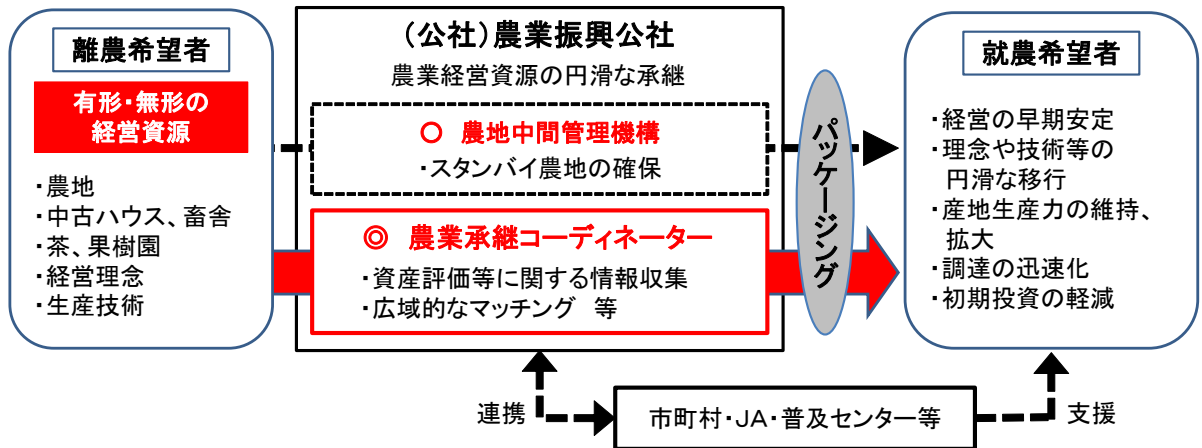 離農希望者
有形・無形の
経営資源
・農地
・中古ハウス、畜舎
・茶、果樹園
・経営理念
・生産技術
(公社)農業振興公社
農業経営資源の円滑な承継
○ 農地中間管理機構
・スタンバイ農地の確保
◎ 農業承継コーディネーター
・資産評価等に関する情報収集
・広域的なマッチング 等
パッケージング
就農希望者
・経営の早期安定
・理念や技術等の
円滑な移行
・産地生産力の維持、
拡大
・調達の迅速化
・初期投資の軽減
連携
市町村・JA・普及センター等
支援